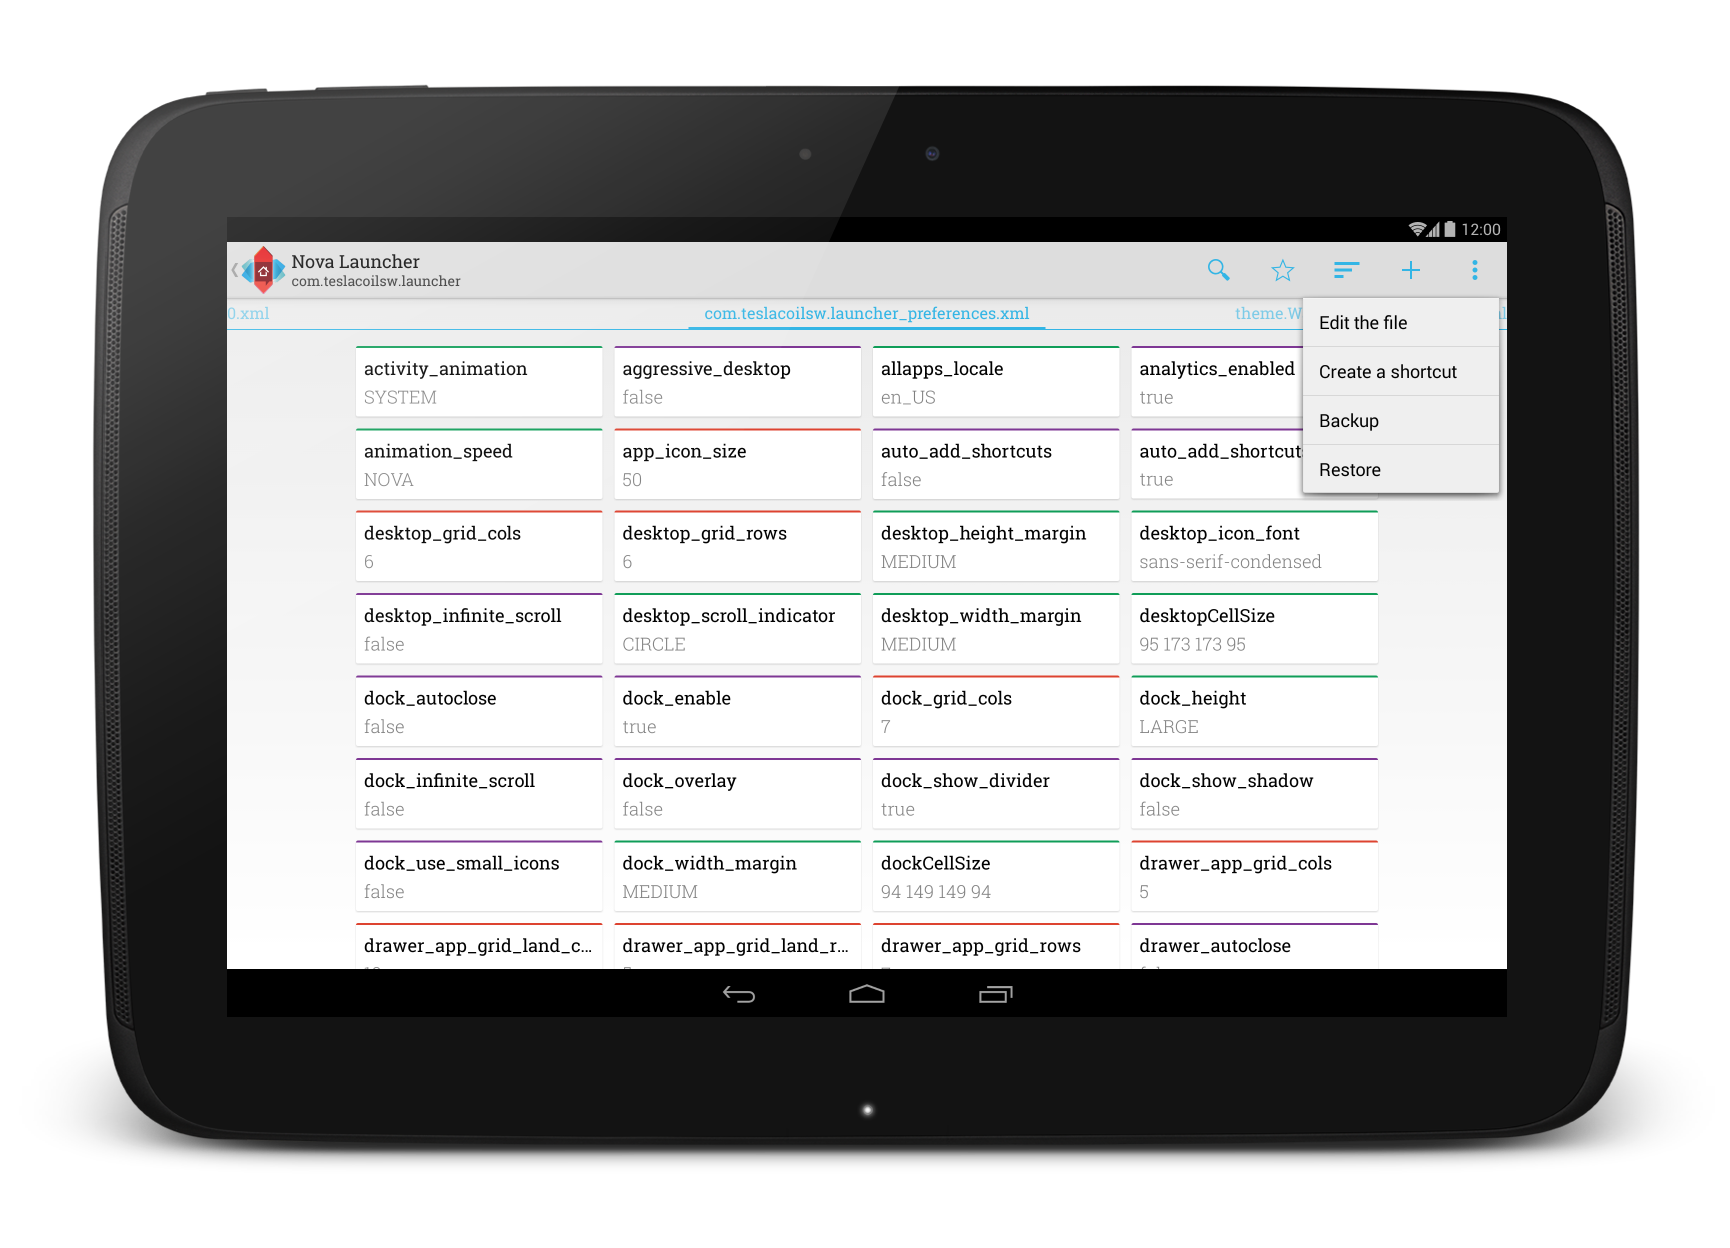 12:00
Nova Launcher
com.teslacoilsw.launcher
0.xml com.teslacoilsw.launcher_preferences.xml theme.W
Edit the file
Create a shortcut
Backup
Restore
activity_animation aggressive_desktop allapps_locale analytics_enabled
SYSTEM false en_US true
animation_speed app_icon_size auto_add_shortcuts auto_add_shortcut
NOVA 50 false true
desktop_grid_cols desktop_grid_rows desktop_height_margin desktop_icon_font
6 6 MEDIUM sans-serif-condensed
desktop_infinite_scroll desktop_scroll_indicator desktop_width_margin desktopCellSize
false CIRCLE MEDIUM 95 173 173 95
dock_autoclose dock_enable dock_grid_cols dock_height
false true 7 LARGE
dock_infinite_scroll dock_overlay dock_show_divider dock_show_shadow
false false true false
dock_use_small_icons dock_width_margin dockCellSize drawer_app_grid_cols
false MEDIUM 94 149 149 94 5
drawer_app_grid_land_c... drawer_app_grid_land_r... drawer_app_grid_rows drawer_autoclose